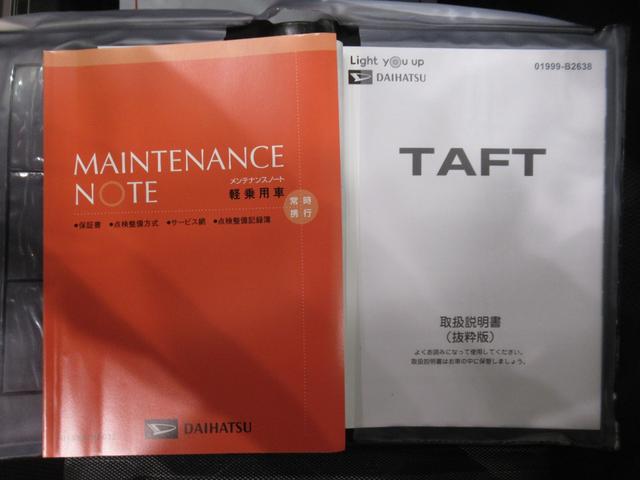 MAINTENANCE
NOTE
メンテナンスノート
軽乗用車
常時
携行
●保証書 ●点検整備方式 ●サービス網 ●点検整備記録簿
DAIHATSU
Light you up
DAIHATSU
01999-B2638
TAFT
取扱説明書
（抜粋版）
よくお読みになって使用してください。
取扱説明書はお車の中に保管しましょう。